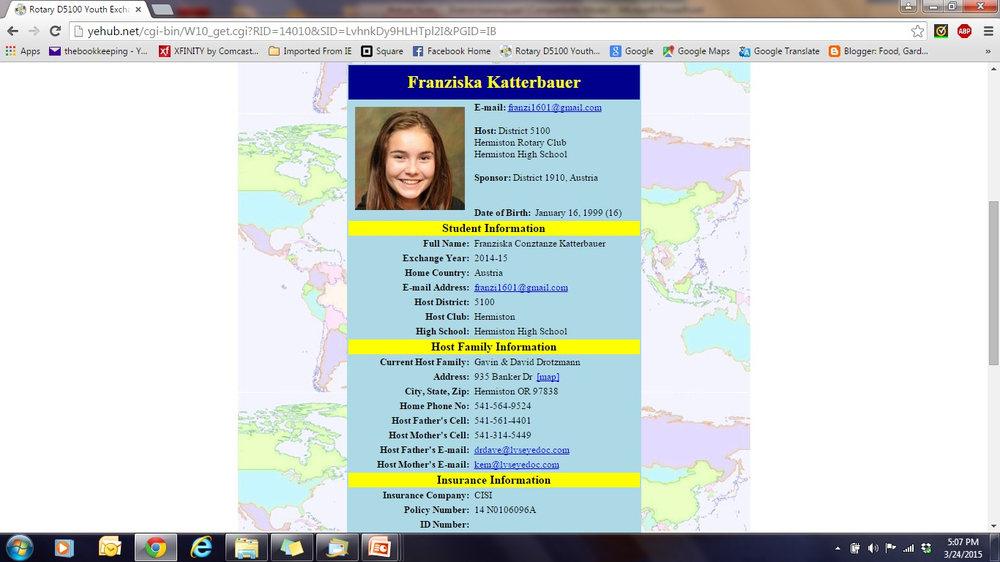 Rotary D5100 Youth Excha
yehub.net/cgi-bin/W10_get.cgi?RID=14010&SID=LvhnkDy9HLHTpl2I&PGID=IB
ABP
Apps thebookkeeping - Y... XFINITY by Comcast... Imported From IE Square Facebook Home Rotary D5100 Youth... Google Google Maps Google Translate Blogger: Food, Gard... »
Franziska Katterbauer
E-mail: franzi1601@gmail.com
Host: District 5100
Hermiston Rotary Club
Hermiston High School
Sponsor: District 1910, Austria
Date of Birth: January 16, 1999 (16)
Student Information
Full Name: Franziska Conztanze Katterbauer
Exchange Year: 2014-15
Home Country: Austria
E-mail Address: franzi1601@gmail.com
Host District: 5100
Host Club: Hermiston
High School: Hermiston High School
Host Family Information
Current Host Family: Gavin & David Drotzmann
Address: 935 Banker Dr [map]
City, State, Zip: Hermiston OR 97838
Home Phone No: 541-564-9524
Host Father's Cell: 541-561-4401
Host Mother's Cell: 541-314-5449
Host Father's E-mail: drdave@lvseyedoc.com
Host Mother's E-mail: kem@lvseyedoc.com
Insurance Information
Insurance Company: CISI
Policy Number: 14 N0106096A
ID Number:
5:07 PM
3/24/2015